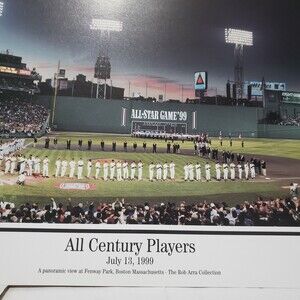 ALL-STAR GAME '99
All Century Players
July 13, 1999
A panoramic view at Fenway Park, Boston Massachusetts · The Rob Arra Collection